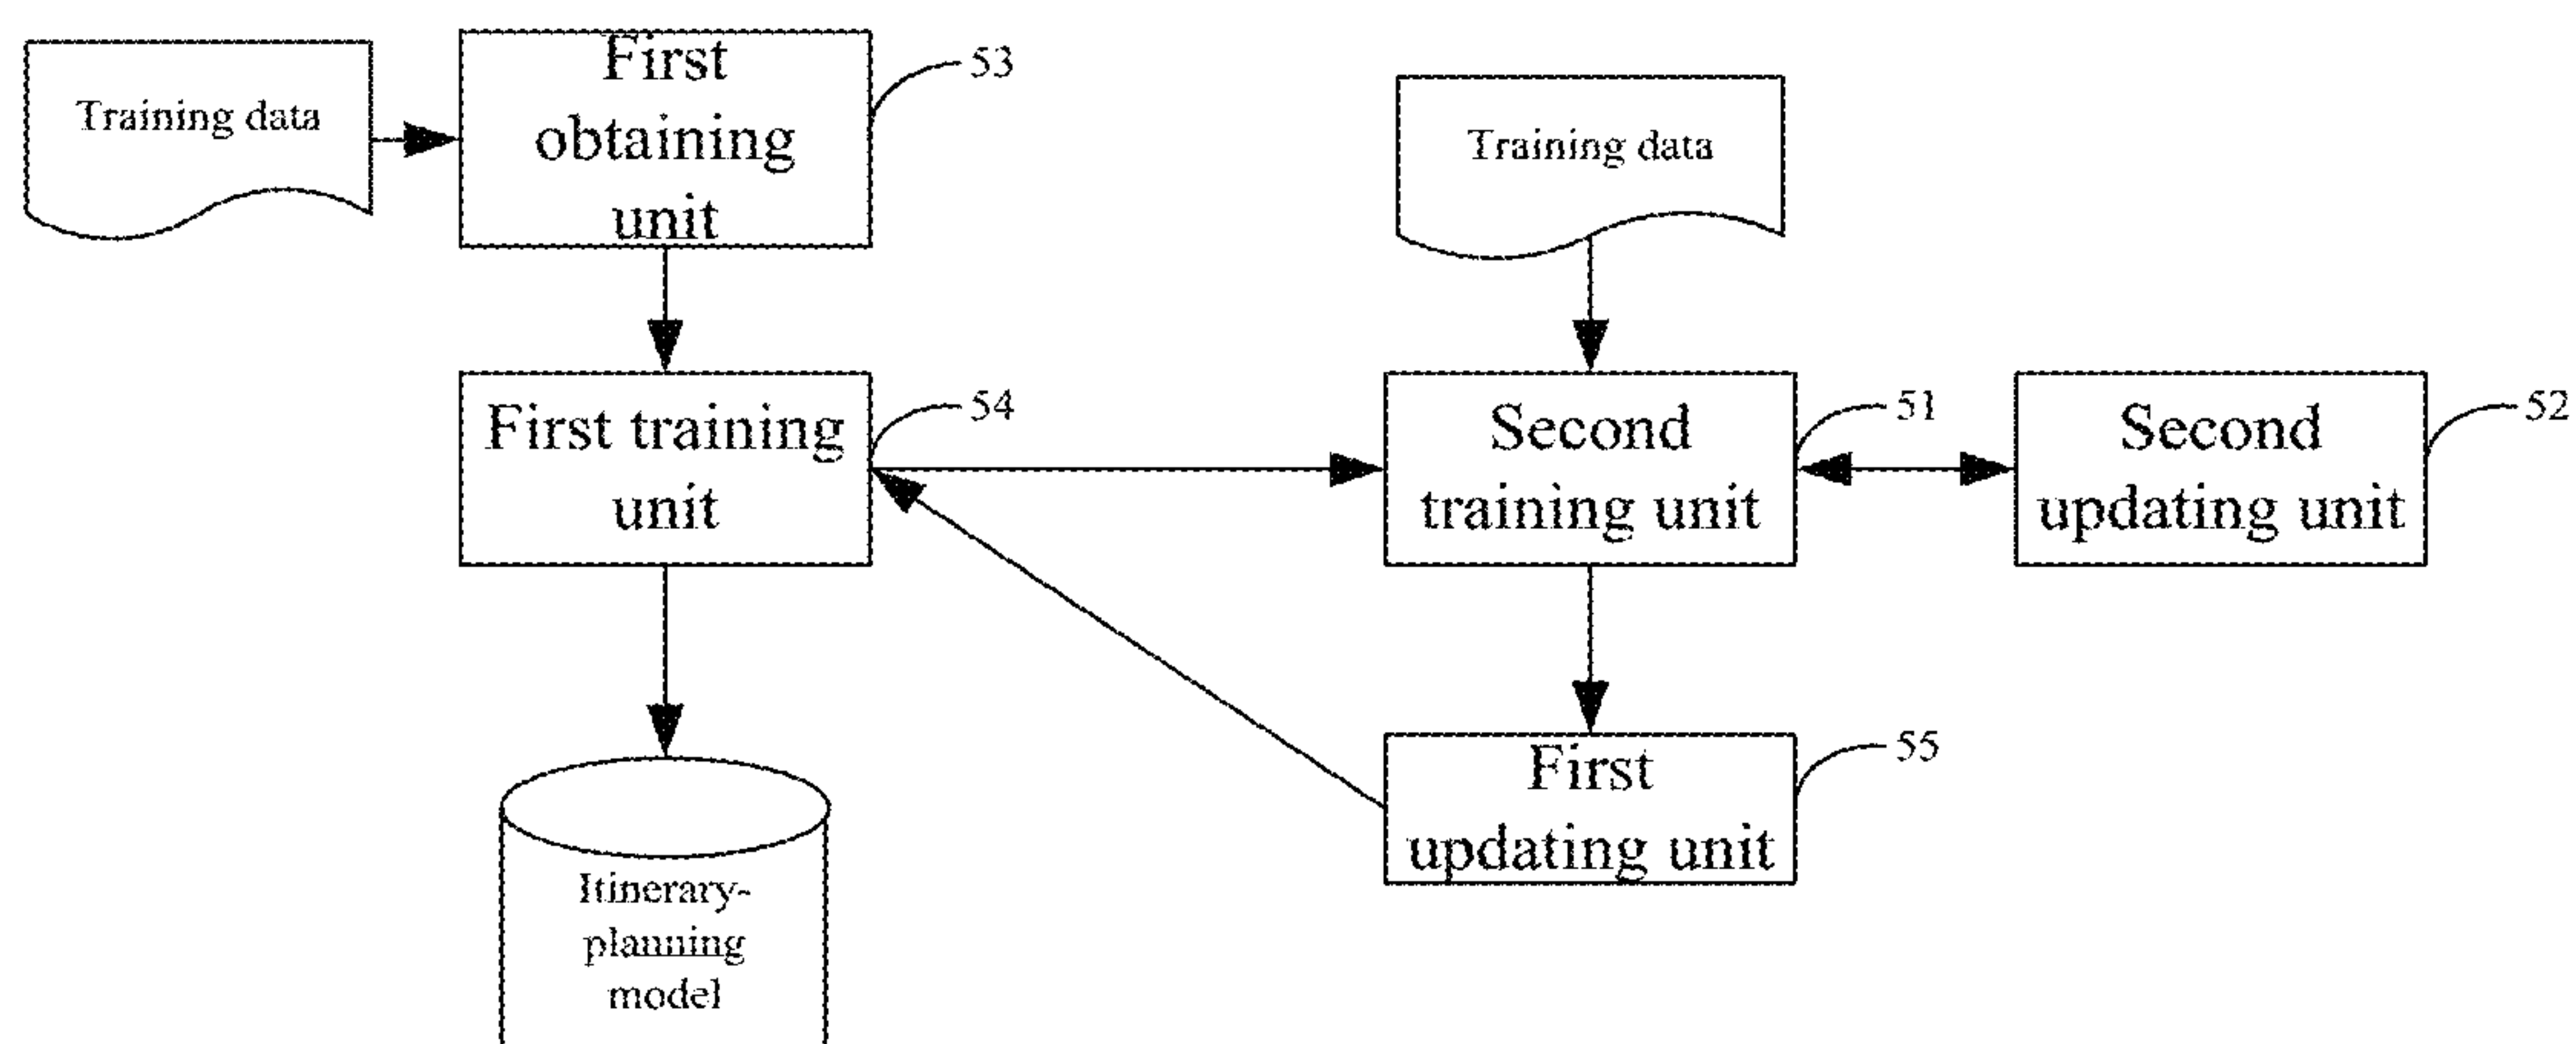 Training data
First
obtaining
unit
53
Training data
First training
unit
54
Second
training unit
51
Second
updating unit
52
First
updating unit
55
Itinerary-
planning
model